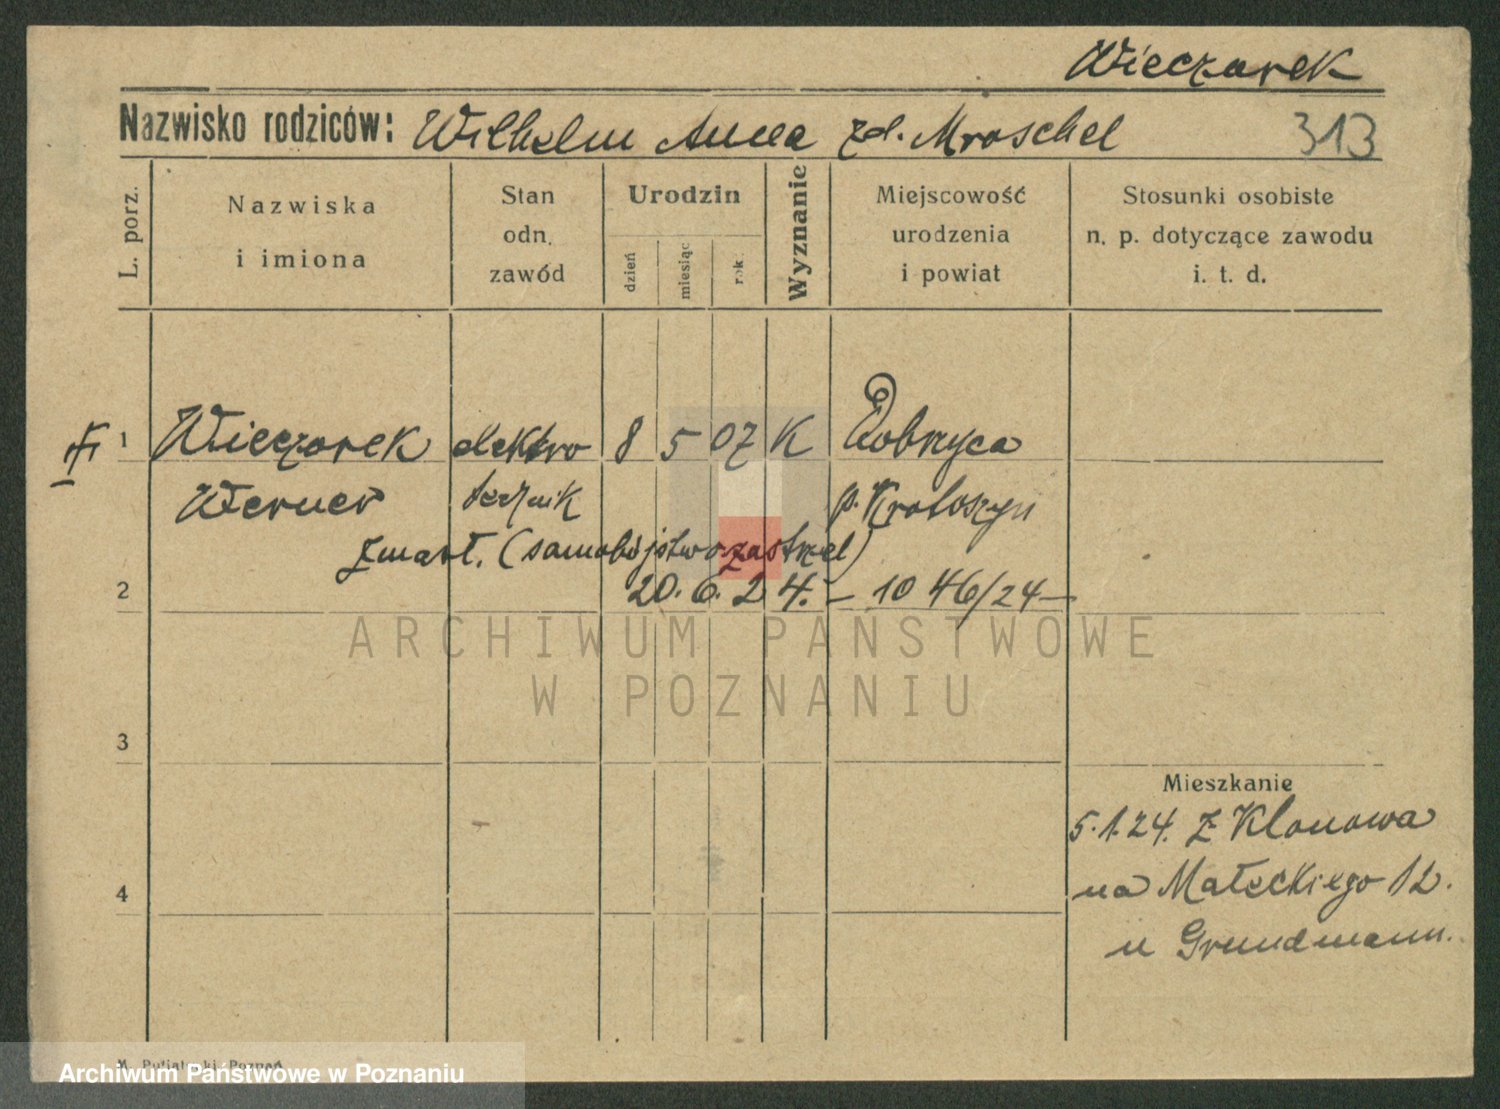 Wieczorek
Nazwisko rodziców: Wilhelm Anna zd. Mroschel 313
L. porz.
Nazwiska
i imiona
Stan
odn.
zawód
Urodzin
dzień
miesiąc
rok.
Wyznanie
Miejscowość
urodzenia
i powiat
Stosunki osobiste
n. p. dotyczące zawodu
i. t. d.
1 Wieczorek elektro 8 5 07 K Dobrzyca
Werner technik p. Krotoszyn
zmarł. (samobójstwo zastrzel)
2 20. 6. 24. – 1046/24 –
ARCHIWUM PAŃSTWOWE
W POZNANIU
3
Mieszkanie
5.1.24. z Klonowa
4 na Małeckiego 12.
u Grundmann.
Poznań
Archiwum Państwowe w Poznaniu